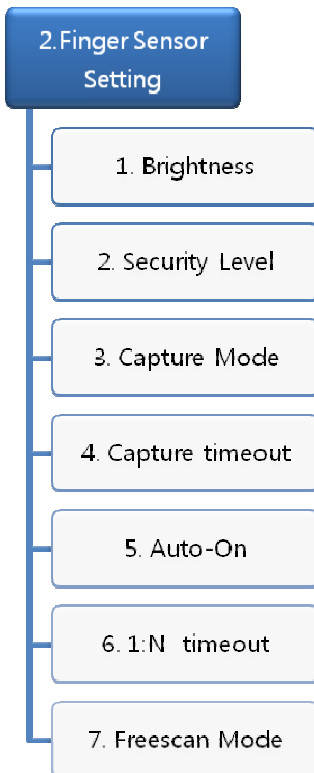 2.Finger Sensor
Setting
1. Brightness
2. Security Level
3. Capture Mode
4. Capture timeout
5. Auto-On
6. 1:N timeout
7. Freescan Mode